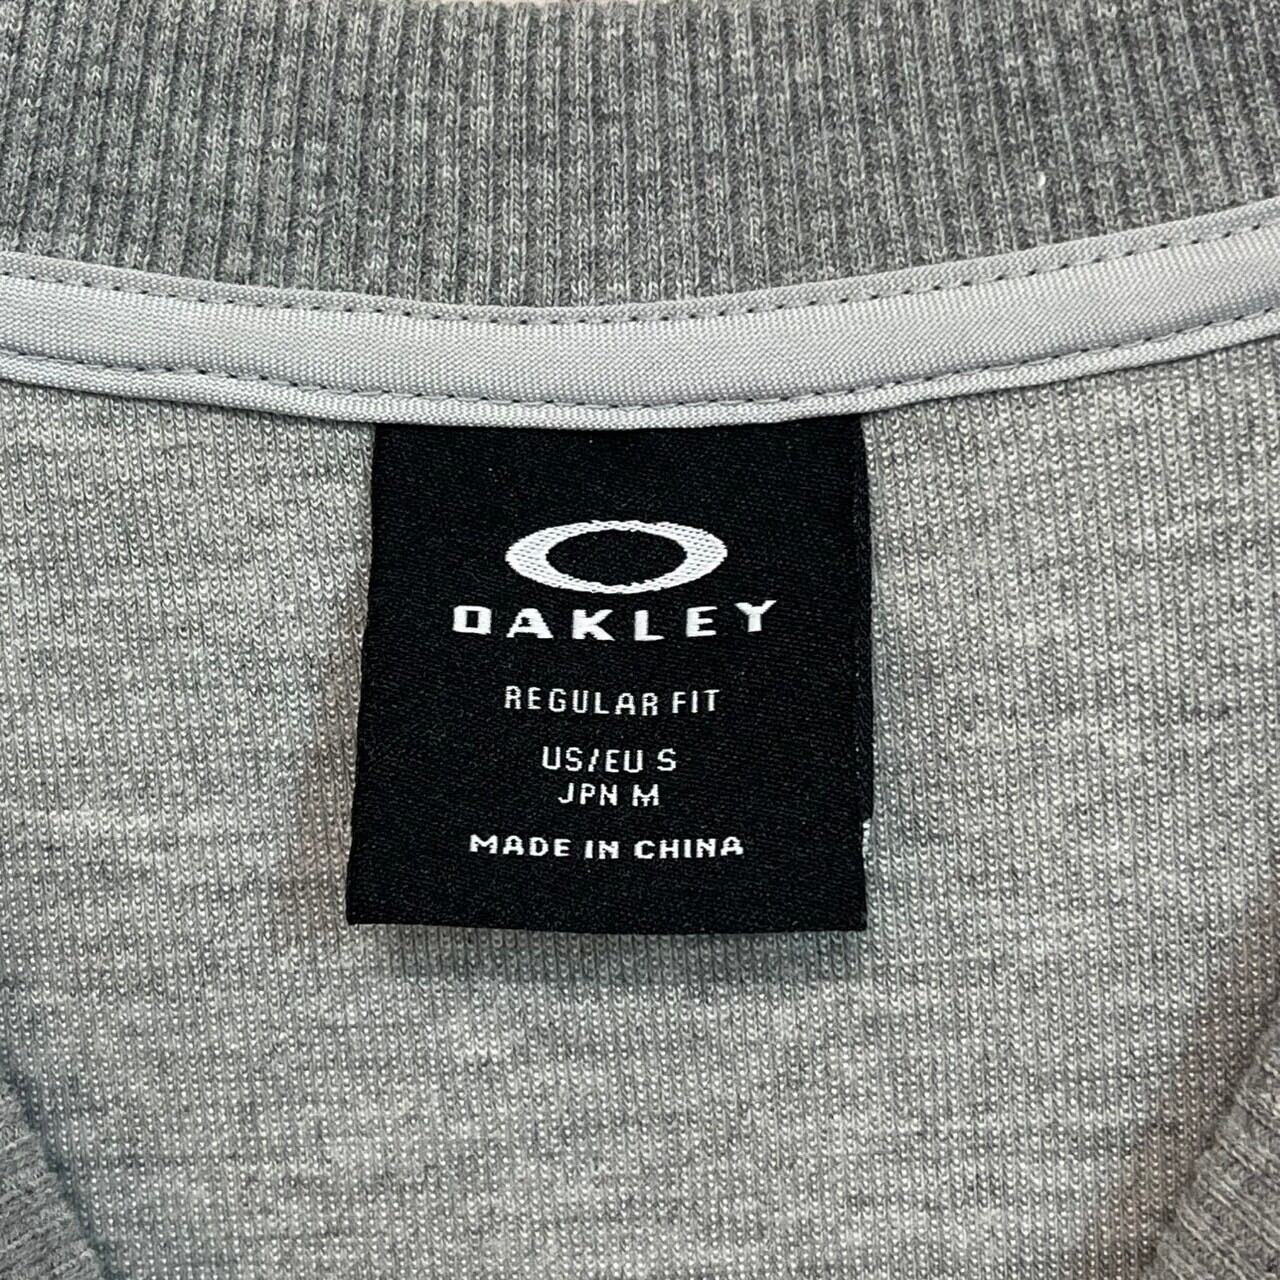 OAKLEY
REGULAR FIT
US/EU S
JPN M
MADE IN CHINA